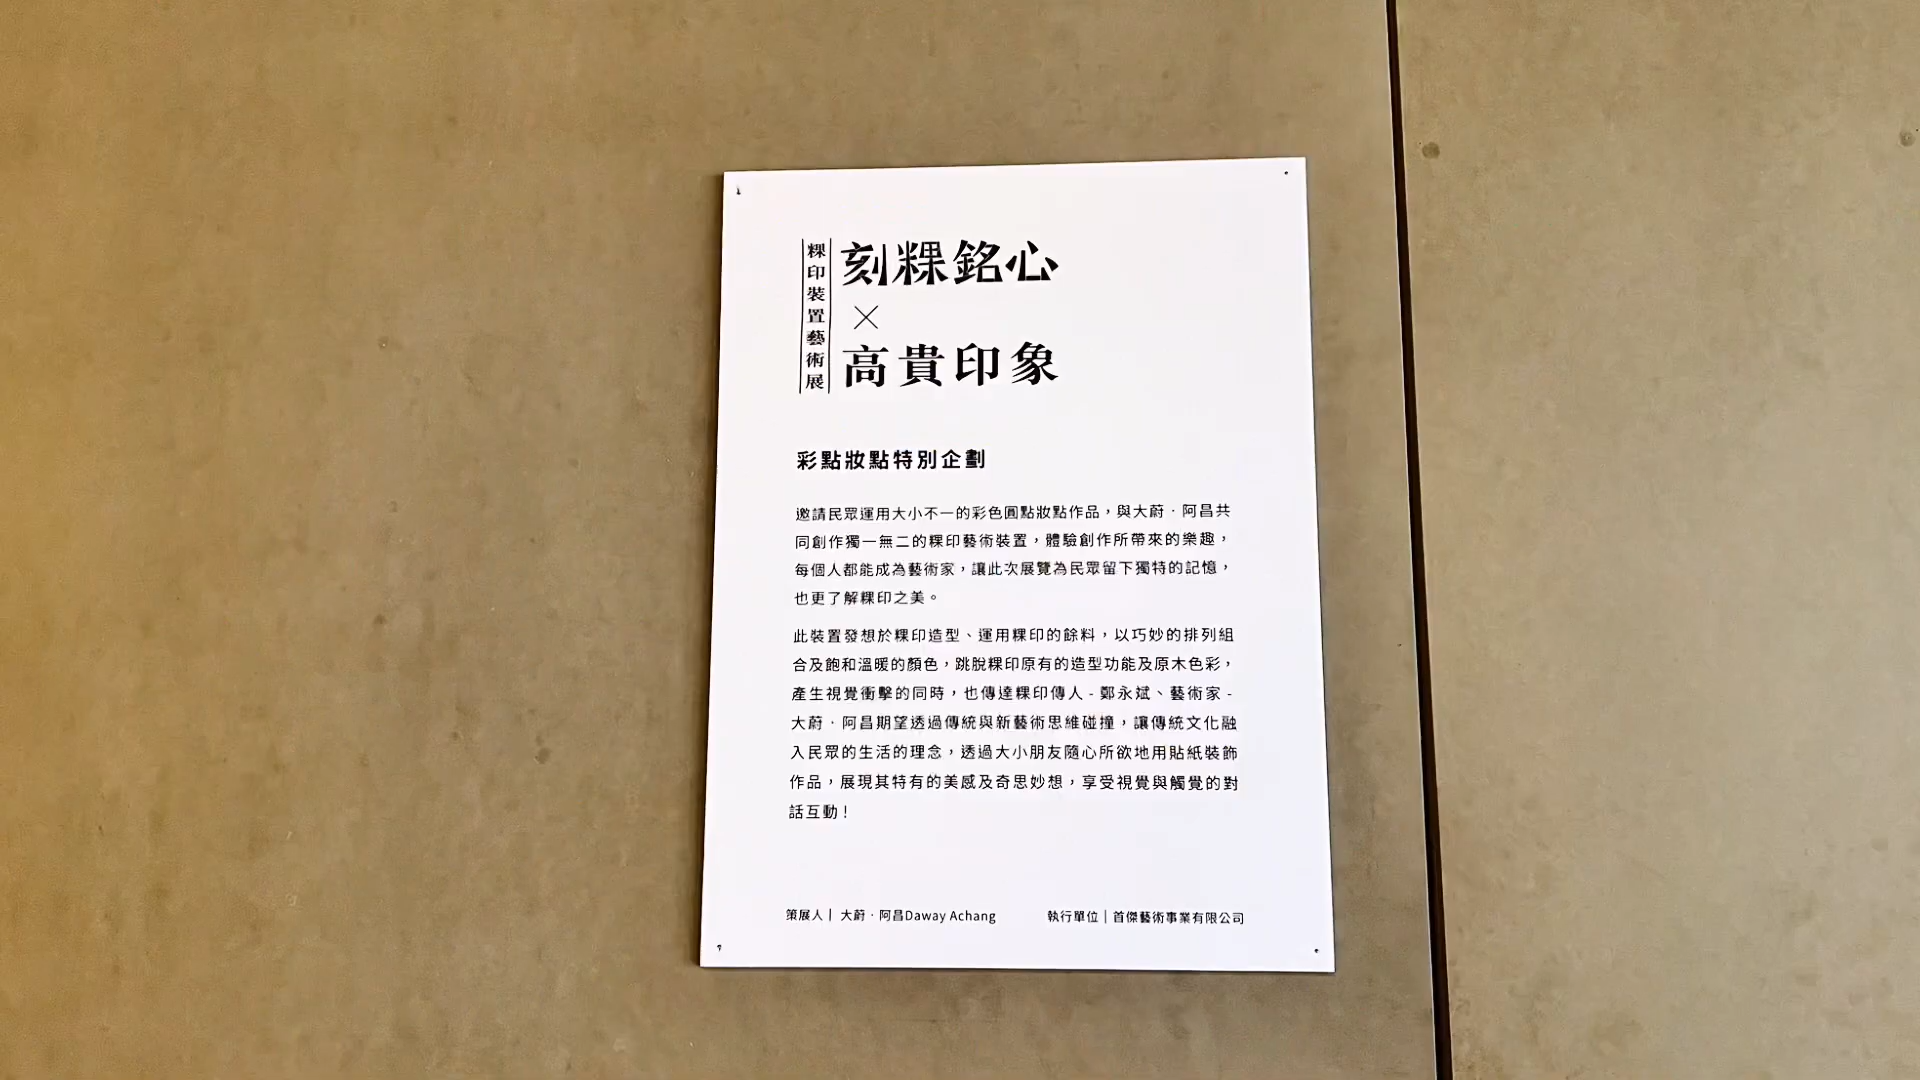 粿印裝置藝術展
刻粿銘心
×
高貴印象
彩點妝點特別企劃
邀請民眾運用大小不一的彩色圓點妝點作品，與大蔚‧阿昌共
同創作獨一無二的粿印藝術裝置，體驗創作所帶來的樂趣，
每個人都能成為藝術家，讓此次展覽為民眾留下獨特的記憶，
也更了解粿印之美。
此裝置發想於粿印造型、運用粿印的餘料，以巧妙的排列組
合及飽和溫暖的顏色，跳脫粿印原有的造型功能及原木色彩，
產生視覺衝擊的同時，也傳達粿印傳人-鄭永斌、藝術家-
大蔚‧阿昌期望透過傳統與新藝術思維碰撞，讓傳統文化融
入民眾的生活的理念，透過大小朋友隨心所欲地用貼紙裝飾
作品，展現其特有的美感及奇思妙想，享受視覺與觸覺的對
話互動！
策展人| 大蔚‧阿昌Daway Achang
執行單位|首傑藝術事業有限公司